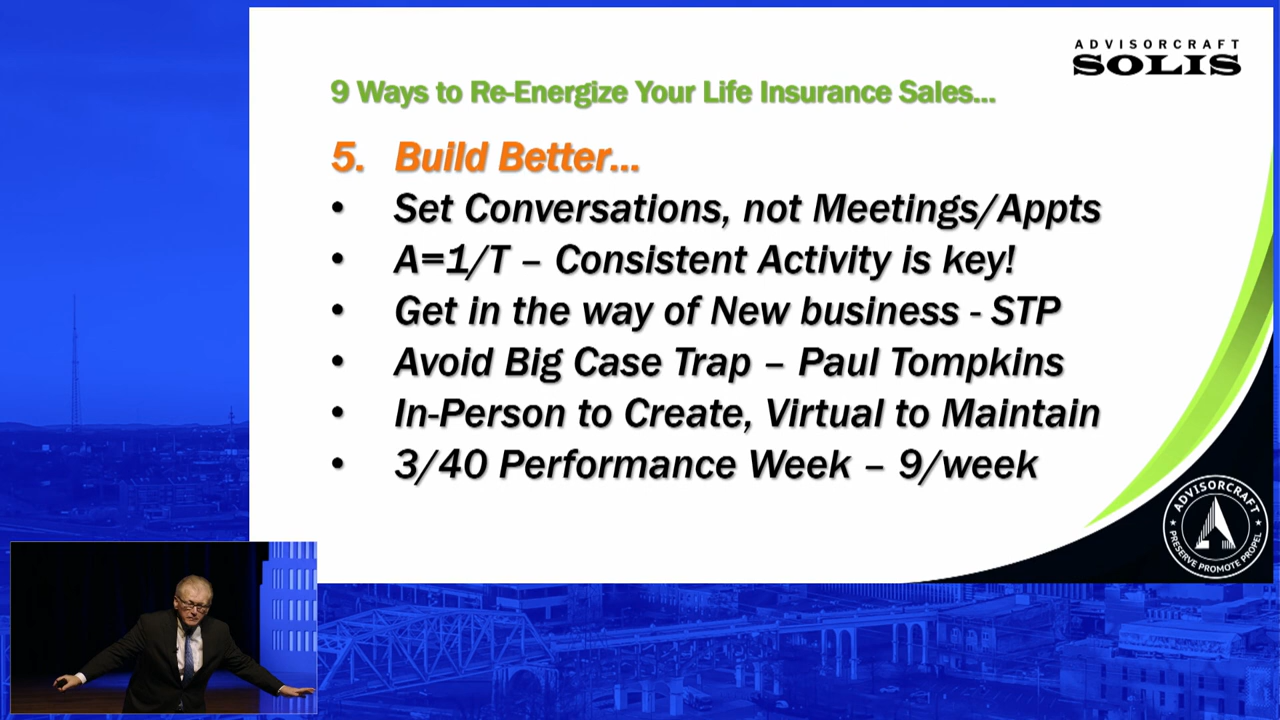 ADVISORCRAFT
SOLIS
9 Ways to Re-Energize Your Life Insurance Sales...
5. Build Better...
• Set Conversations, not Meetings/Appts
• A=1/T – Consistent Activity is key!
• Get in the way of New business - STP
• Avoid Big Case Trap – Paul Tompkins
• In-Person to Create, Virtual to Maintain
• 3/40 Performance Week – 9/week
ADVISORCRAFT
PRESERVE PROMOTE PROPEL